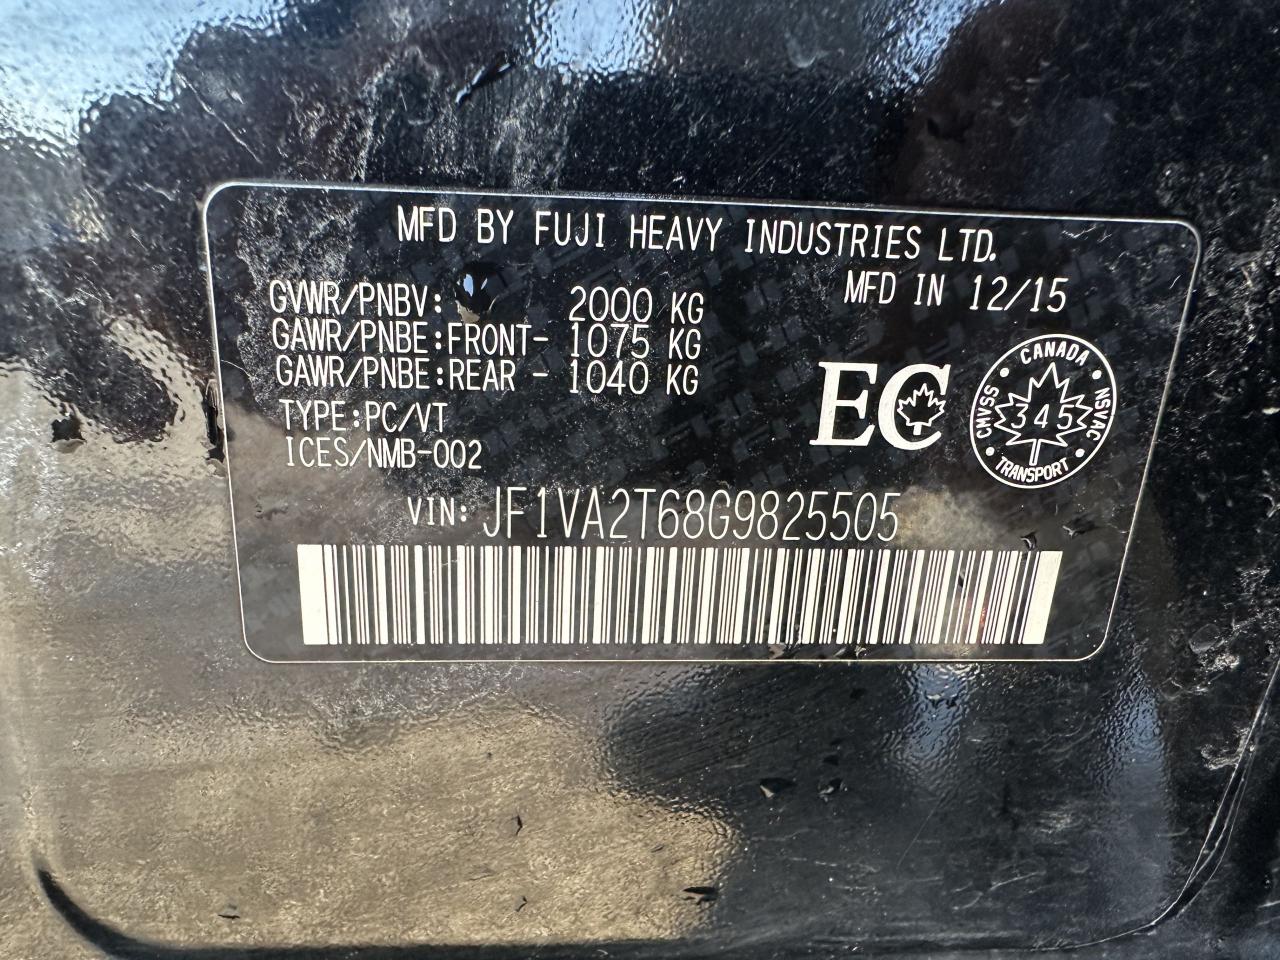 MFD BY FUJI HEAVY INDUSTRIES LTD.
MFD IN 12/15
GVWR/PNBV: 2000 KG
GAWR/PNBE:FRONT- 1075 KG
GAWR/PNBE:REAR - 1040 KG
TYPE:PC/VT
ICES/NMB-002
EC
CANADA
CMVSS
345
NSVAC
TRANSPORT
VIN: JF1VA2T68G9825505